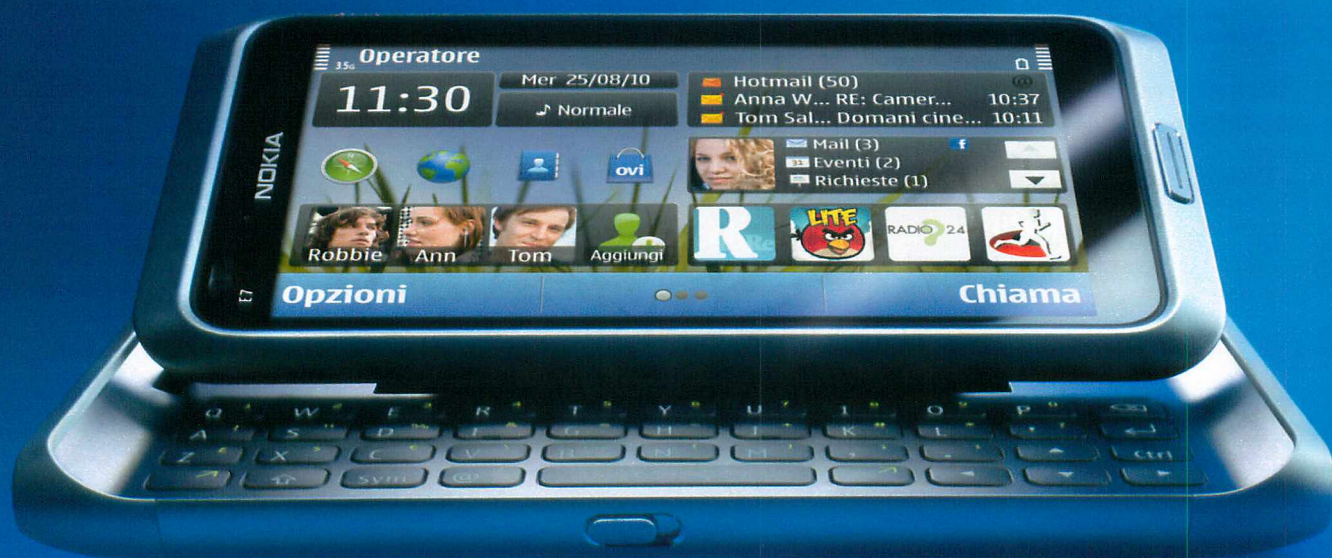 3.5G Operatore
11:30
Mer 25/08/10
Normale
Hotmail (50) @
Anna W... RE: Camer... 10:37
Tom Sal... Domani cine... 10:11
Mail (3) f
31 Eventi (2)
Richieste (1)
ovi
Robbie Ann Tom Aggiungi
R
LITE
RADIO 24
Opzioni
Chiama
NOKIA
E7
Q W E R T Y U I O P
A S D F G H J K L
Z X C V B N M Ctrl
Sym @